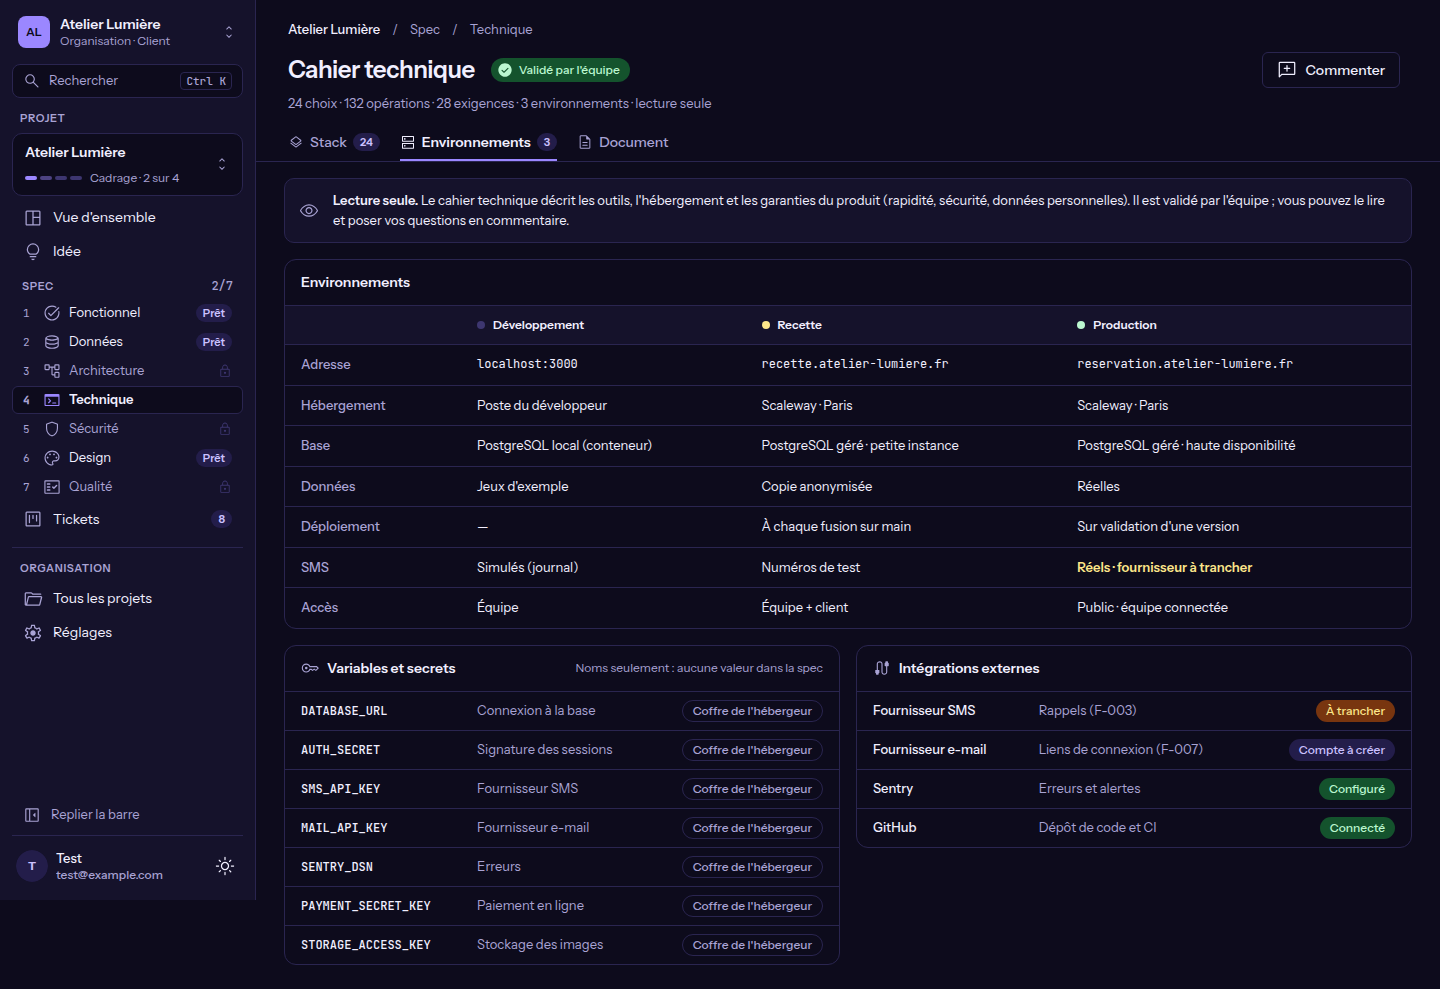 AL
Atelier Lumière
Organisation · Client
Rechercher
Ctrl K
PROJET
Atelier Lumière
Cadrage · 2 sur 4
Vue d'ensemble
Idée
SPEC 2/7
1 Fonctionnel Prêt
2 Données Prêt
3 Architecture
4 Technique
5 Sécurité
6 Design Prêt
7 Qualité
Tickets 8
ORGANISATION
Tous les projets
Réglages
Replier la barre
T
Test
test@example.com
Atelier Lumière / Spec / Technique
Cahier technique
Validé par l'équipe
Commenter
24 choix · 132 opérations · 28 exigences · 3 environnements · lecture seule
Stack 24
Environnements 3
Document
Lecture seule. Le cahier technique décrit les outils, l'hébergement et les garanties du produit (rapidité, sécurité, données personnelles). Il est validé par l'équipe ; vous pouvez le lire
et poser vos questions en commentaire.
Environnements
Développement Recette Production
Adresse localhost:3000 recette.atelier-lumiere.fr reservation.atelier-lumiere.fr
Hébergement Poste du développeur Scaleway · Paris Scaleway · Paris
Base PostgreSQL local (conteneur) PostgreSQL géré · petite instance PostgreSQL géré · haute disponibilité
Données Jeux d'exemple Copie anonymisée Réelles
Déploiement — À chaque fusion sur main Sur validation d'une version
SMS Simulés (journal) Numéros de test Réels · fournisseur à trancher
Accès Équipe Équipe + client Public · équipe connectée
Variables et secrets Noms seulement : aucune valeur dans la spec
DATABASE_URL Connexion à la base Coffre de l'hébergeur
AUTH_SECRET Signature des sessions Coffre de l'hébergeur
SMS_API_KEY Fournisseur SMS Coffre de l'hébergeur
MAIL_API_KEY Fournisseur e-mail Coffre de l'hébergeur
SENTRY_DSN Erreurs Coffre de l'hébergeur
PAYMENT_SECRET_KEY Paiement en ligne Coffre de l'hébergeur
STORAGE_ACCESS_KEY Stockage des images Coffre de l'hébergeur
Intégrations externes
Fournisseur SMS Rappels (F-003) À trancher
Fournisseur e-mail Liens de connexion (F-007) Compte à créer
Sentry Erreurs et alertes Configuré
GitHub Dépôt de code et CI Connecté